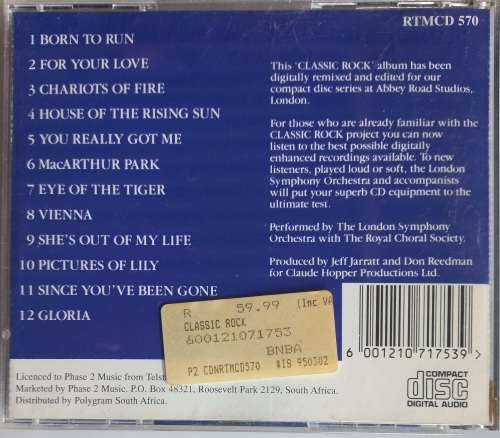 RTMCD 570
1 BORN TO RUN
2 FOR YOUR LOVE
3 CHARIOTS OF FIRE
4 HOUSE OF THE RISING SUN
5 YOU REALLY GOT ME
6 MacARTHUR PARK
7 EYE OF THE TIGER
8 VIENNA
9 SHE'S OUT OF MY LIFE
10 PICTURES OF LILY
11 SINCE YOU'VE BEEN GONE
12 GLORIA
This 'CLASSIC ROCK' album has been
digitally remixed and edited for our
compact disc series at Abbey Road Studios,
London.
For those who are already familiar with the
CLASSIC ROCK project you can now
listen to the best possible digitally
enhanced recordings available. To new
listeners, played loud or soft, the London
Symphony Orchestra and accompanists
will put your superb CD equipment to the
ultimate test.
Performed by The London Symphony
Orchestra with The Royal Choral Society.
Produced by Jeff Jarratt and Don Reedman
for Claude Hopper Productions Ltd.
R 59.99 (Inc VA
CLASSIC ROCK
600121071753
BNBA
P2 CDNRTMCD570 #IS 950302
6 001210 717539 >
Licenced to Phase 2 Music from
Marketed by Phase 2 Music. P.O. Box 48321, Roosevelt Park 2129, South Africa.
Distributed by Polygram South Africa.
COMPACT
disc
DIGITAL AUDIO